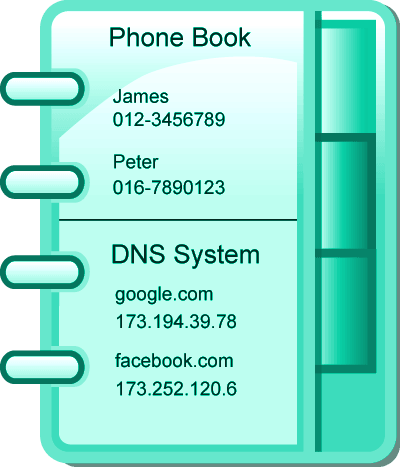 Phone Book
James
012-3456789
Peter
016-7890123
DNS System
google.com
173.194.39.78
facebook.com
173.252.120.6